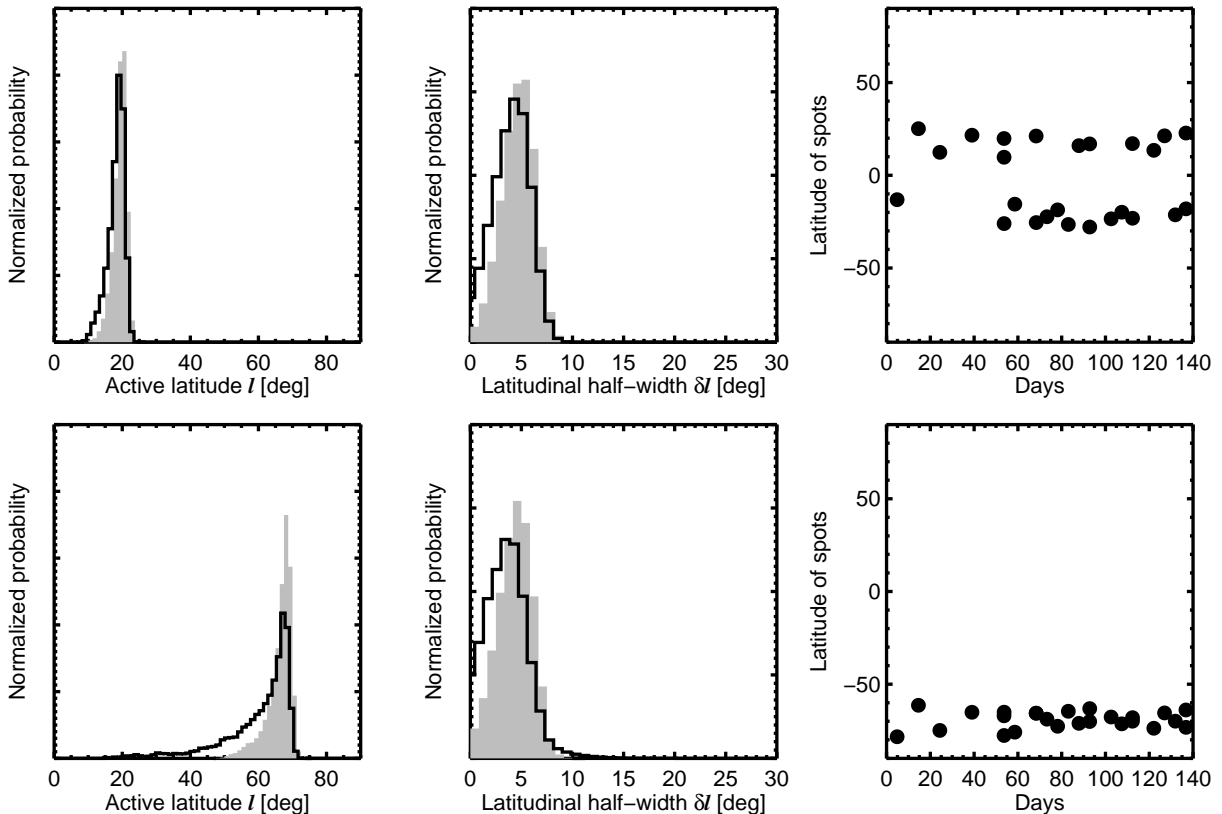 Normalized probability
0 20 40 60 80
Active latitude l [deg]
Normalized probability
0 5 10 15 20 25 30
Latitudinal half−width δl [deg]
Latitude of spots
50
0
−50
0 20 40 60 80 100 120 140
Days
Normalized probability
0 20 40 60 80
Active latitude l [deg]
Normalized probability
0 5 10 15 20 25 30
Latitudinal half−width δl [deg]
Latitude of spots
50
0
−50
0 20 40 60 80 100 120 140
Days